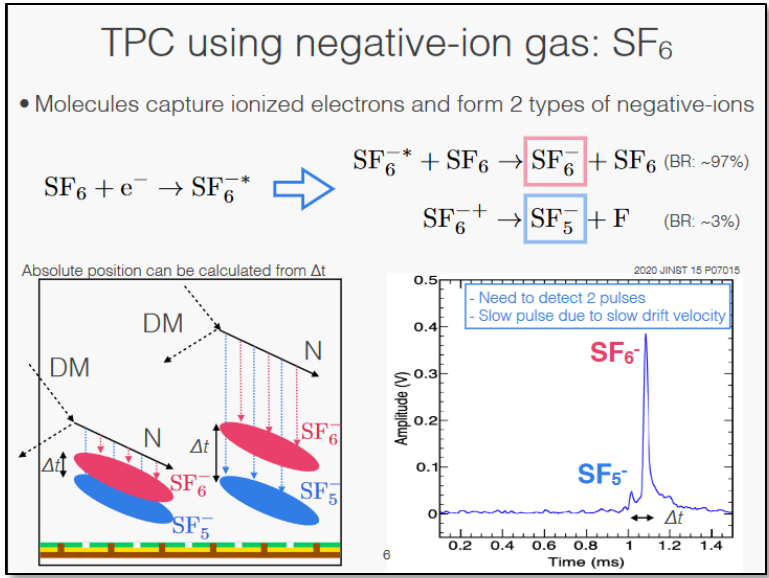 TPC using negative-ion gas: SF₆
• Molecules capture ionized electrons and form 2 types of negative-ions
SF₆ + e⁻ → SF₆⁻*
SF₆⁻* + SF₆ → SF₆⁻ + SF₆ (BR: ~97%)
SF₆⁻⁺ → SF₅⁻ + F (BR: ~3%)
Absolute position can be calculated from Δt
DM
N
DM
N
Δt
SF₆⁻
SF₅⁻
Δt
SF₆⁻
SF₅⁻
2020 JINST 15 P07015
- Need to detect 2 pulses
- Slow pulse due to slow drift velocity
SF₆-
SF₅-
Δt
Amplitude (V)
0.5
0.4
0.3
0.2
0.1
0
0.2 0.4 0.6 0.8 1 1.2 1.4
Time (ms)
6